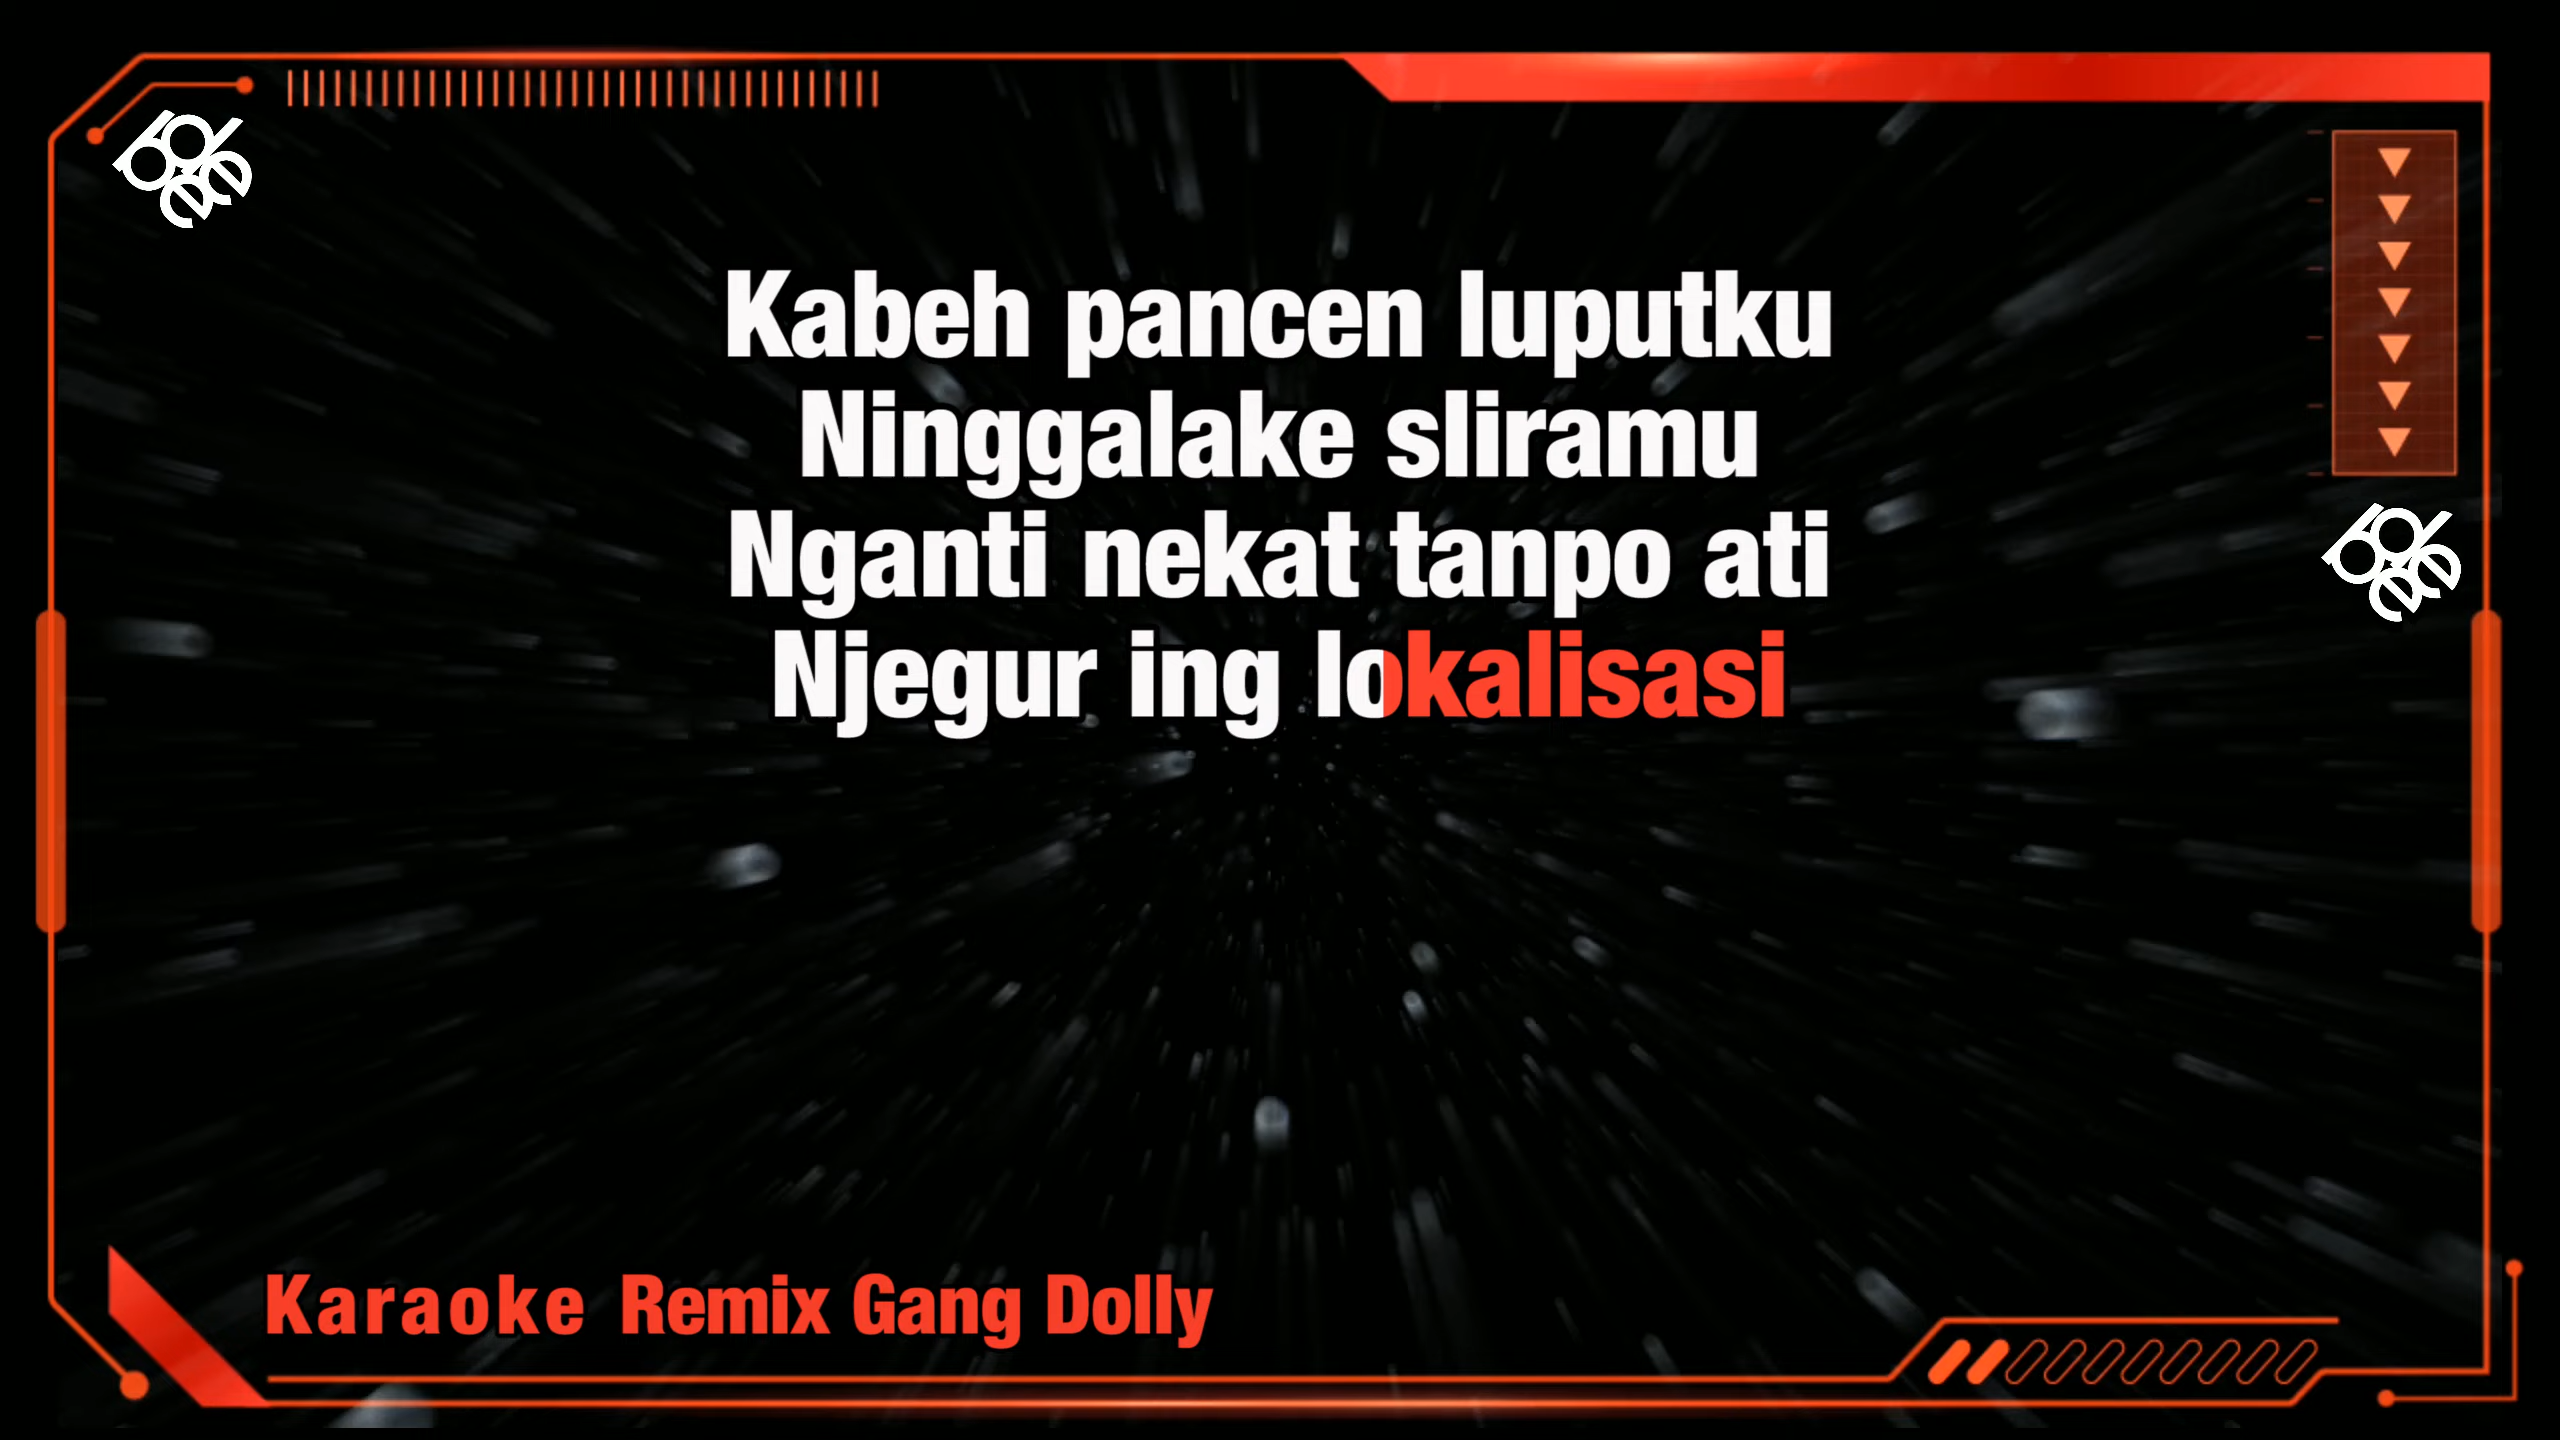 Kabeh pancen luputku
Ninggalake sliramu
Nganti nekat tanpo ati
Njegur ing lokalisasi
Karaoke Remix Gang Dolly